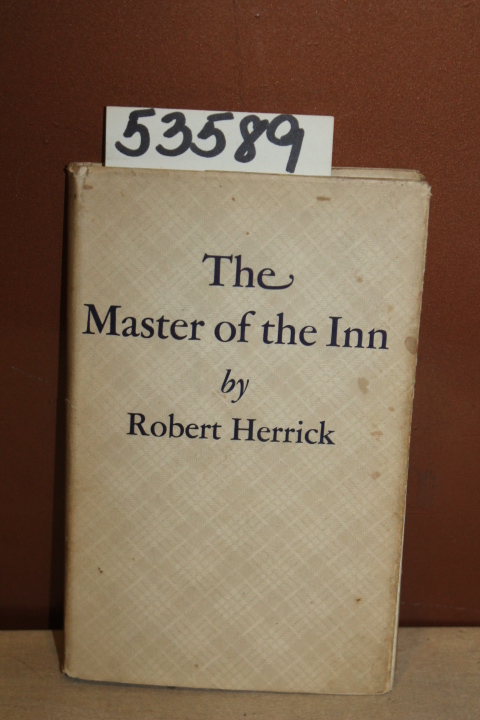 53589
The
Master of the Inn
by
Robert Herrick